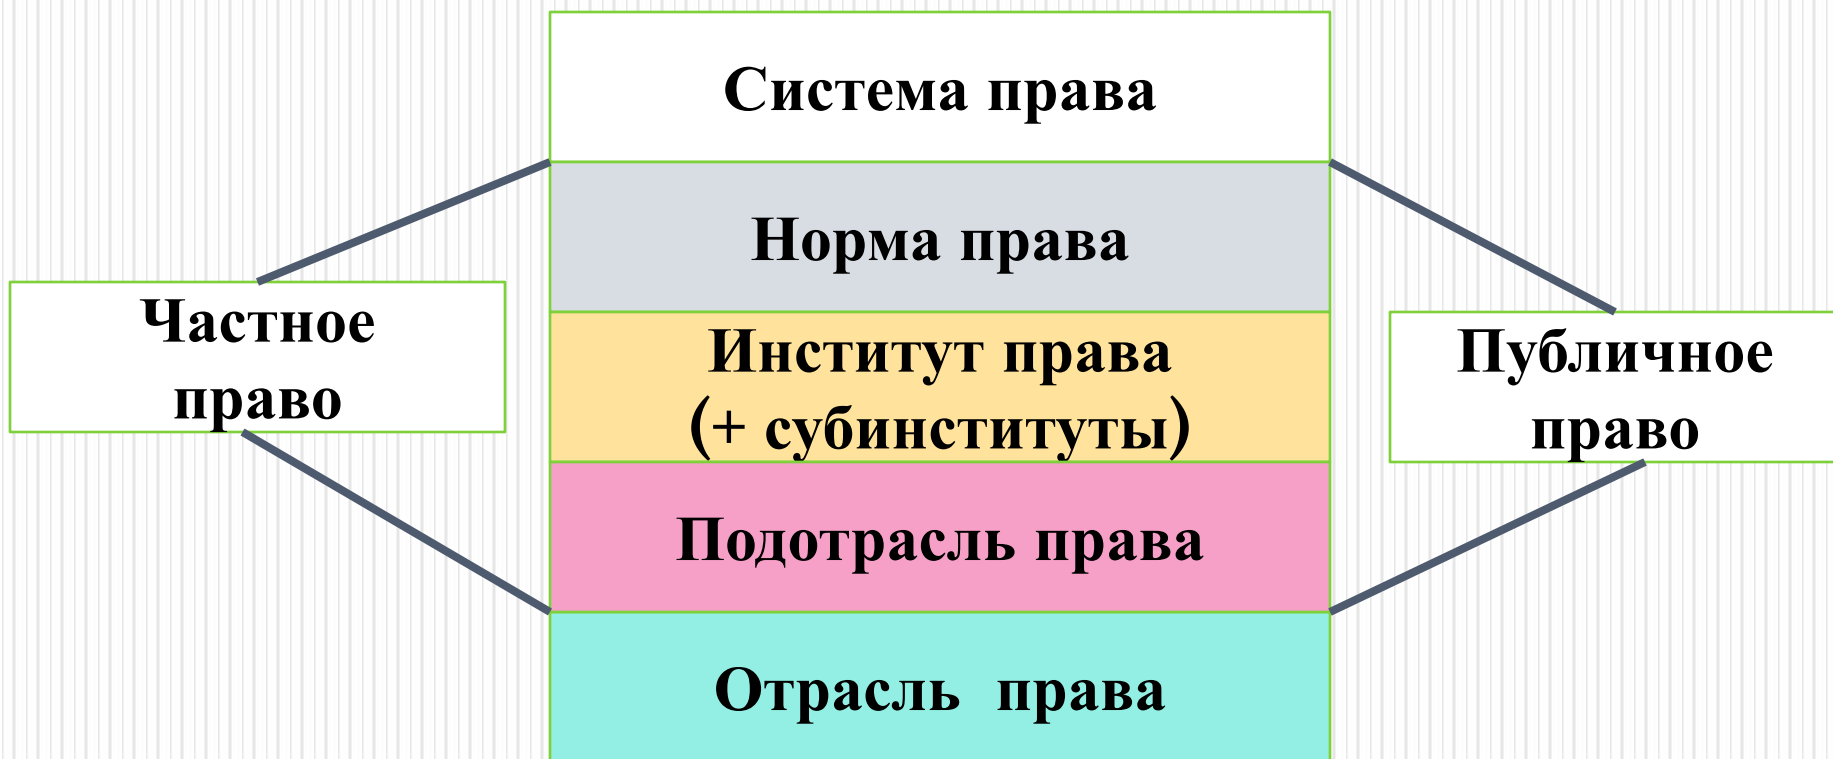 Система права
Норма права
Частное
право
Институт права
(+ субинституты)
Публичное
право
Подотрасль права
Отрасль  права